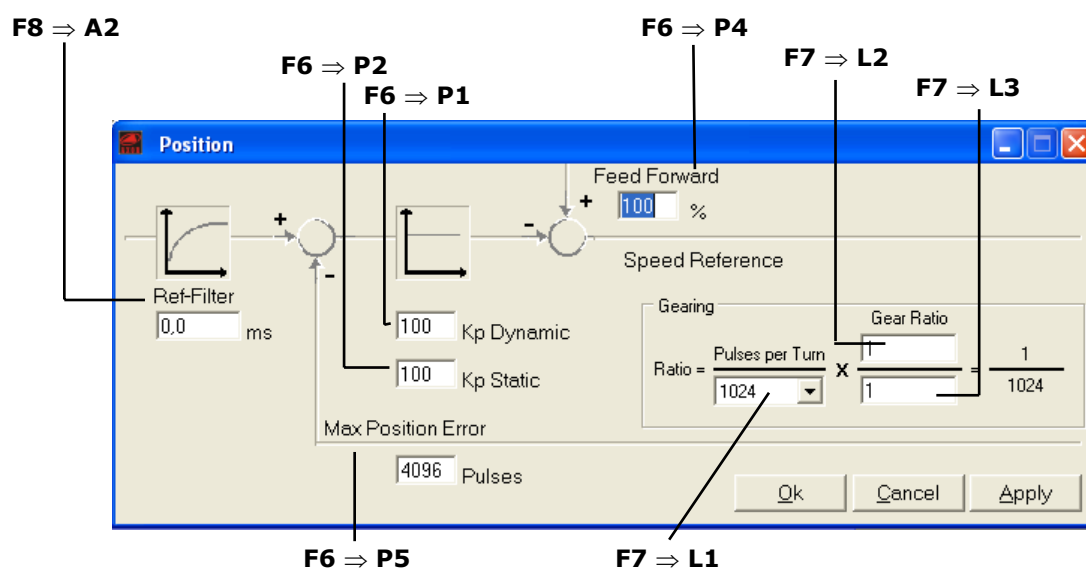 F8 ⇒ A2
F6 ⇒ P4
F6 ⇒ P2
F7 ⇒ L2
F6 ⇒ P1
F7 ⇒ L3
Position
Feed Forward
+ 100 %
+
-
-
Speed Reference
Ref-Filter
0,0 ms
100 Kp Dynamic
100 Kp Static
Gearing
Gear Ratio
Ratio = Pulses per Turn X 1 = 1
1024 1 1024
Max Position Error
4096 Pulses
Ok Cancel Apply
F6 ⇒ P5
F7 ⇒ L1